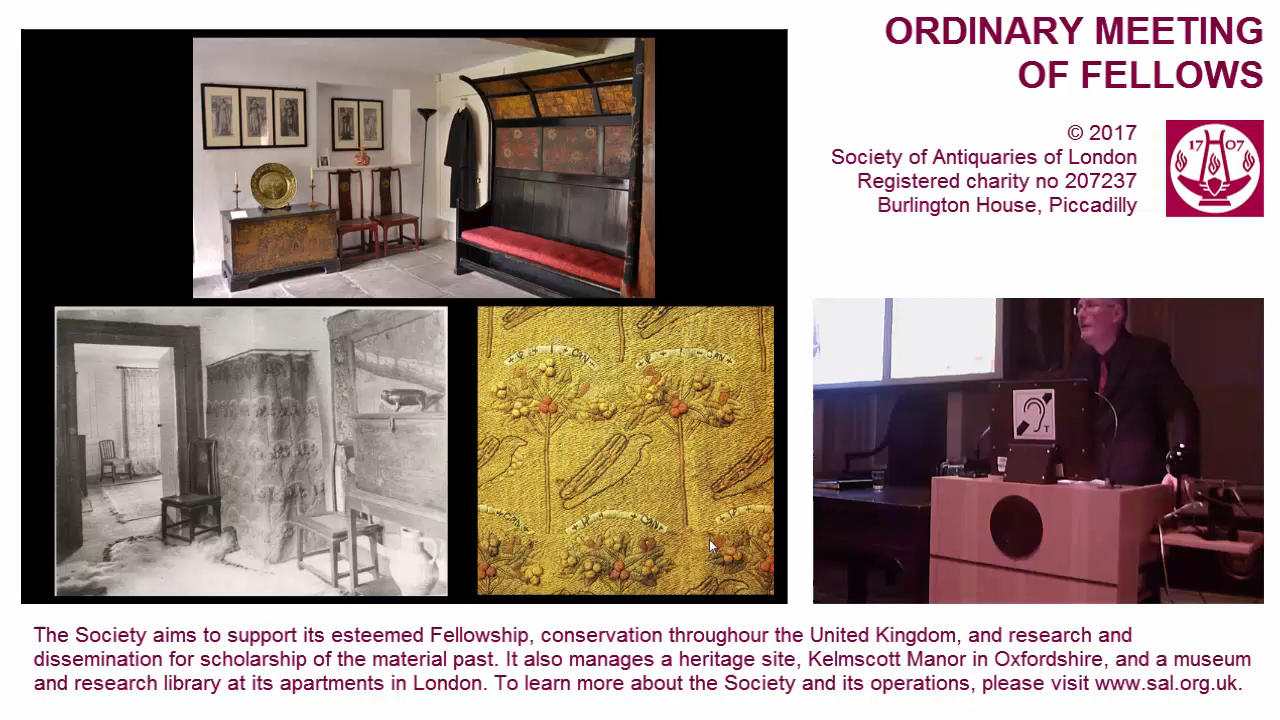 ORDINARY MEETING
OF FELLOWS
© 2017
Society of Antiquaries of London
Registered charity no 207237
Burlington House, Piccadilly
17 07
T
The Society aims to support its esteemed Fellowship, conservation throughour the United Kingdom, and research and
dissemination for scholarship of the material past. It also manages a heritage site, Kelmscott Manor in Oxfordshire, and a museum
and research library at its apartments in London. To learn more about the Society and its operations, please visit www.sal.org.uk.